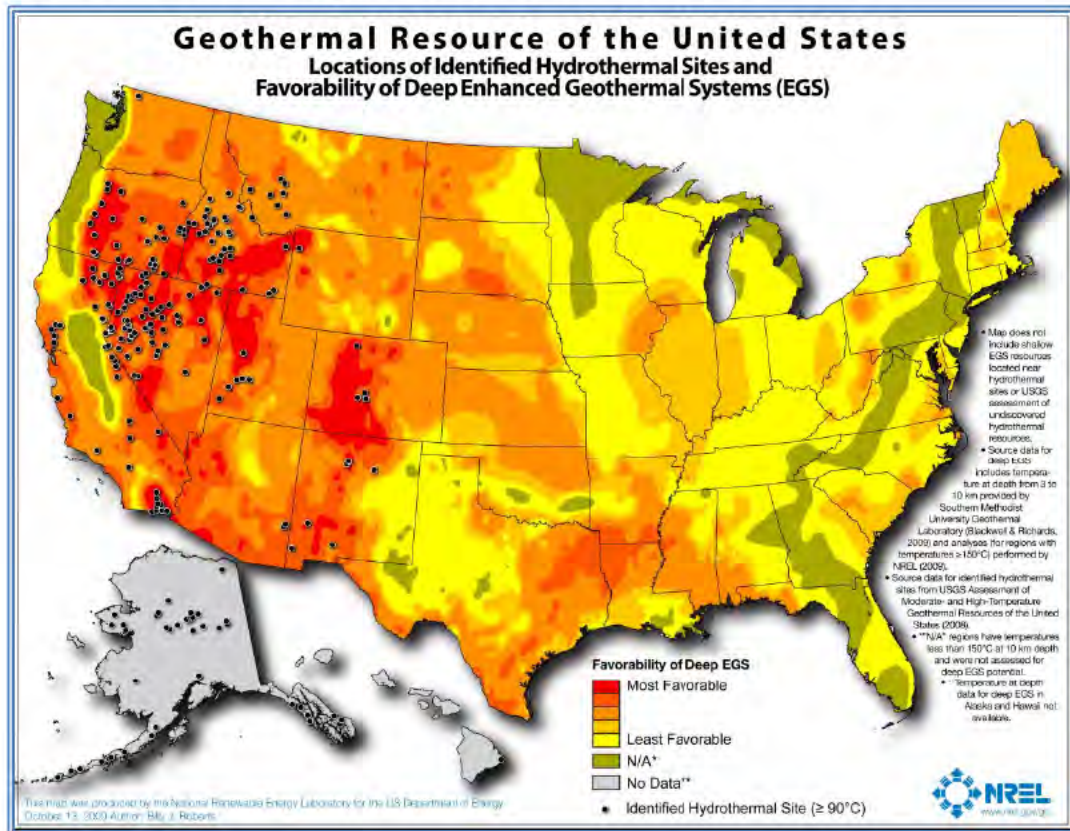 Geothermal Resource of the United States
Locations of Identified Hydrothermal Sites and
Favorability of Deep Enhanced Geothermal Systems (EGS)
• Map does not
include shallow
EGS resources
located near
hydrothermal
sites or USGS
assessment of
undiscovered
hydrothermal
resources.
• Source data for
deep EGS
includes tempera-
ture at depth from 3 to
10 km provided by
Southern Methodist
University Geothermal
Laboratory (Blackwell & Richards,
2009) and analyses (for regions with
temperatures ≥150°C) performed by
NREL (2009).
• Source data for identified hydrothermal
sites from USGS Assessment of
Moderate- and High-Temperature
Geothermal Resources of the United
States (2008).
• *"N/A" regions have temperatures
less than 150°C at 10 km depth
and were not assessed for
deep EGS potential.
• **Temperature at depth
data for deep EGS in
Alaska and Hawaii not
available.
Favorability of Deep EGS
Most Favorable
Least Favorable
N/A*
No Data**
Identified Hydrothermal Site (≥ 90°C)
This map was produced by the National Renewable Energy Laboratory for the US Department of Energy
October 13, 2009 Author: Billy J. Roberts
NREL